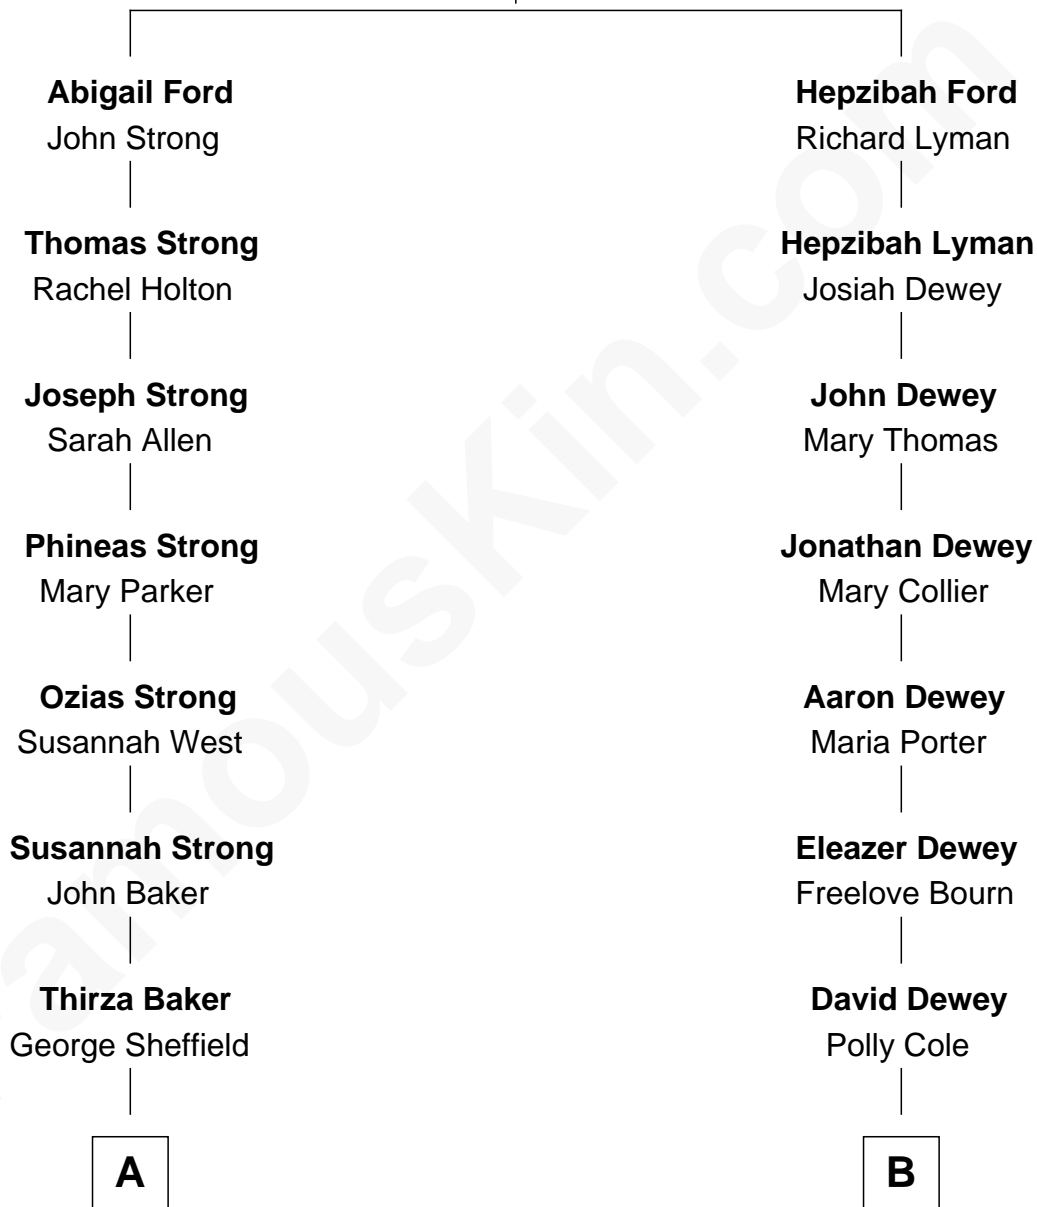 Abigail Ford
John Strong
Thomas Strong
Rachel Holton
Joseph Strong
Sarah Allen
Phineas Strong
Mary Parker
Ozias Strong
Susannah West
Susannah Strong
John Baker
Thirza Baker
George Sheffield
A
Hepzibah Ford
Richard Lyman
Hepzibah Lyman
Josiah Dewey
John Dewey
Mary Thomas
Jonathan Dewey
Mary Collier
Aaron Dewey
Maria Porter
Eleazer Dewey
Freelove Bourn
David Dewey
Polly Cole
B
amouskin.com